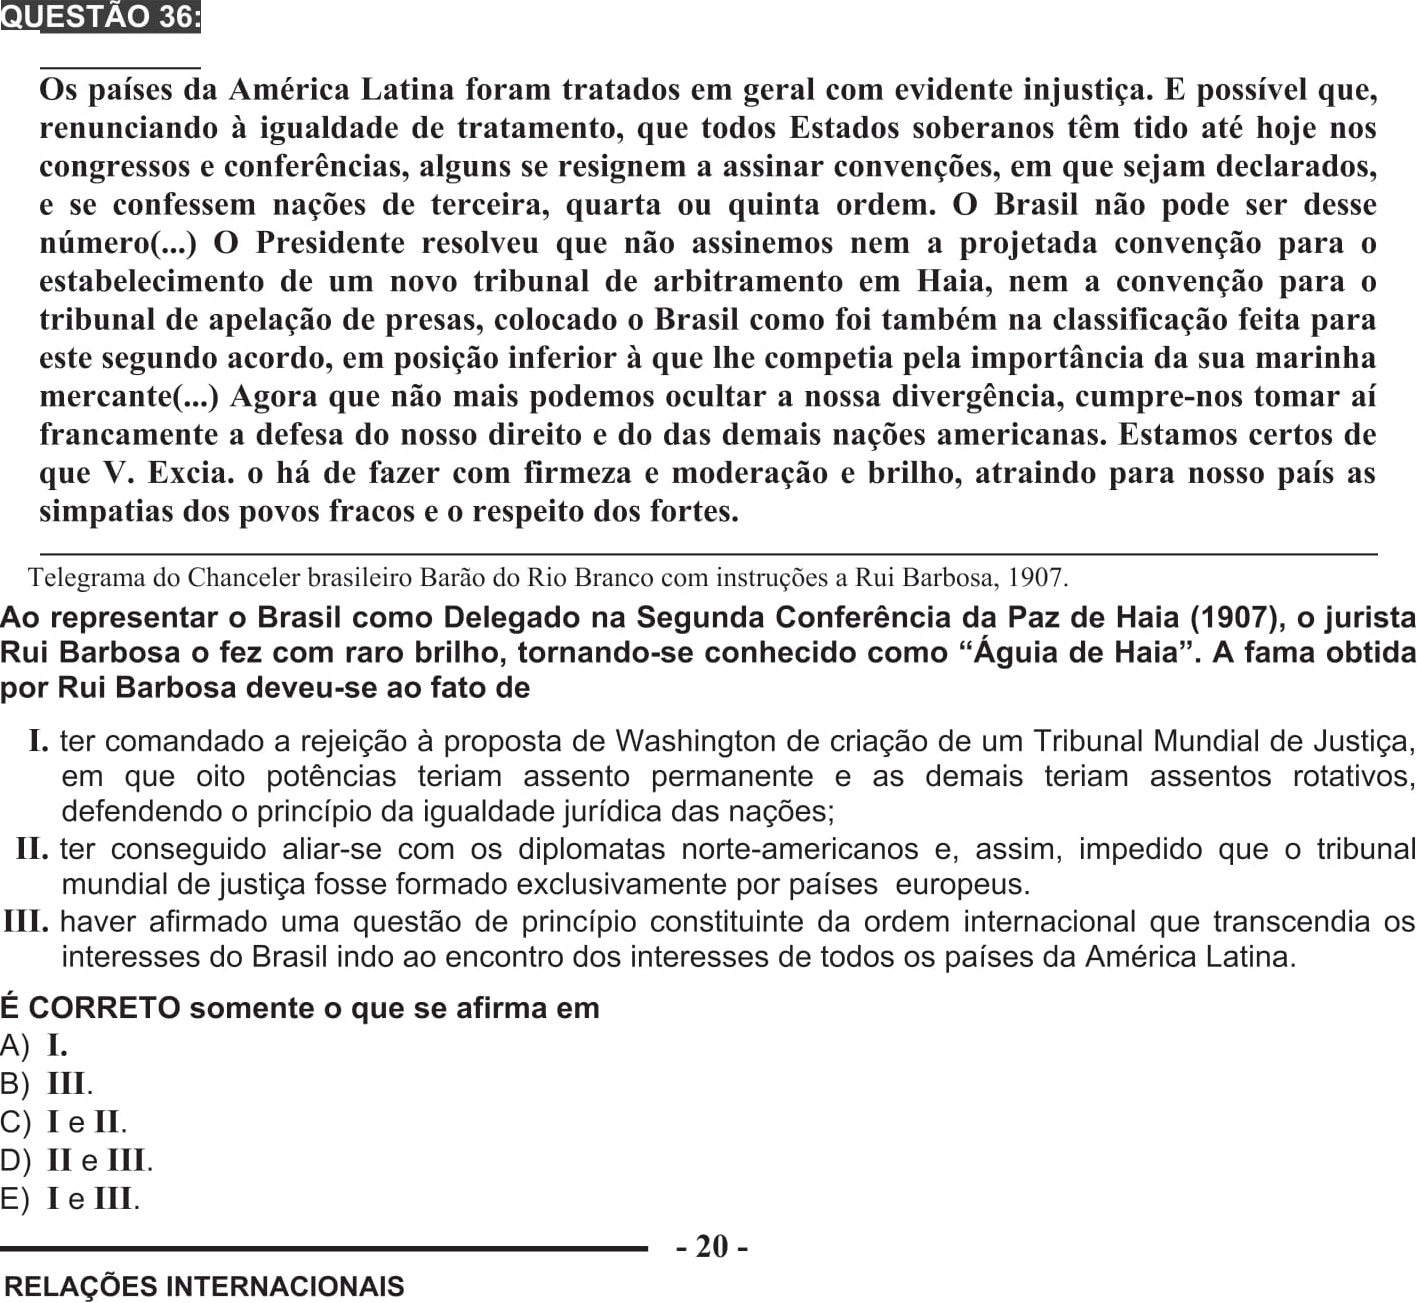 QUESTÃO 36:
Os países da América Latina foram tratados em geral com evidente injustiça. E possível que,
renunciando à igualdade de tratamento, que todos Estados soberanos têm tido até hoje nos
congressos e conferências, alguns se resignem a assinar convenções, em que sejam declarados,
e se confessem nações de terceira, quarta ou quinta ordem. O Brasil não pode ser desse
número(...) O Presidente resolveu que não assinemos nem a projetada convenção para o
estabelecimento de um novo tribunal de arbitramento em Haia, nem a convenção para o
tribunal de apelação de presas, colocado o Brasil como foi também na classificação feita para
este segundo acordo, em posição inferior à que lhe competia pela importância da sua marinha
mercante(...) Agora que não mais podemos ocultar a nossa divergência, cumpre-nos tomar aí
francamente a defesa do nosso direito e do das demais nações americanas. Estamos certos de
que V. Excia. o há de fazer com firmeza e moderação e brilho, atraindo para nosso país as
simpatias dos povos fracos e o respeito dos fortes.
Telegrama do Chanceler brasileiro Barão do Rio Branco com instruções a Rui Barbosa, 1907.
Ao representar o Brasil como Delegado na Segunda Conferência da Paz de Haia (1907), o jurista
Rui Barbosa o fez com raro brilho, tornando-se conhecido como “Águia de Haia”. A fama obtida
por Rui Barbosa deveu-se ao fato de
I. ter comandado a rejeição à proposta de Washington de criação de um Tribunal Mundial de Justiça,
em que oito potências teriam assento permanente e as demais teriam assentos rotativos,
defendendo o princípio da igualdade jurídica das nações;
II. ter conseguido aliar-se com os diplomatas norte-americanos e, assim, impedido que o tribunal
mundial de justiça fosse formado exclusivamente por países europeus.
III. haver afirmado uma questão de princípio constituinte da ordem internacional que transcendia os
interesses do Brasil indo ao encontro dos interesses de todos os países da América Latina.
É CORRETO somente o que se afirma em
A) I.
B) III.
C) I e II.
D) II e III.
E) I e III.
- 20 -
RELAÇÕES INTERNACIONAIS